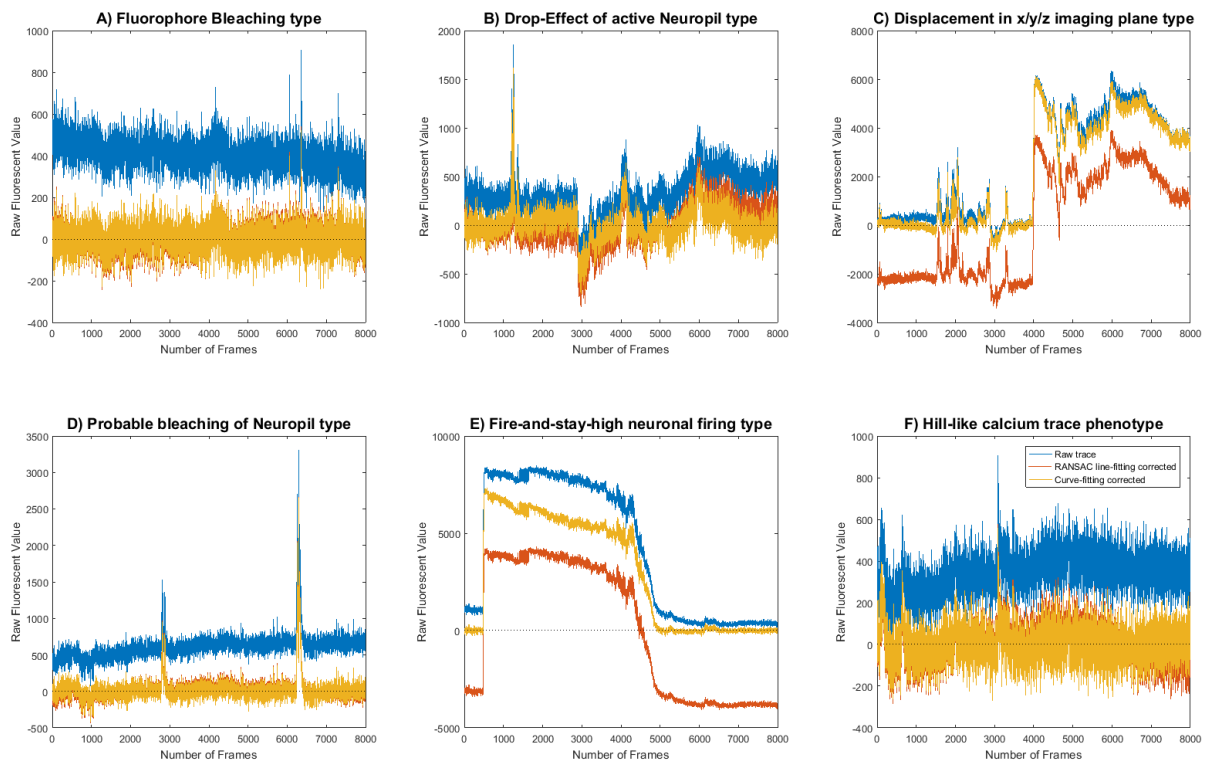 A) Fluorophore Bleaching type
1000
800
600
400
200
0
-200
-400
Raw Fluorescent Value
0 1000 2000 3000 4000 5000 6000 7000 8000
Number of Frames
B) Drop-Effect of active Neuropil type
2000
1500
1000
500
0
-500
-1000
Raw Fluorescent Value
0 1000 2000 3000 4000 5000 6000 7000 8000
Number of Frames
C) Displacement in x/y/z imaging plane type
8000
6000
4000
2000
0
-2000
-4000
Raw Fluorescent Value
0 1000 2000 3000 4000 5000 6000 7000 8000
Number of Frames
D) Probable bleaching of Neuropil type
3500
3000
2500
2000
1500
1000
500
0
-500
Raw Fluorescent Value
0 1000 2000 3000 4000 5000 6000 7000 8000
Number of Frames
E) Fire-and-stay-high neuronal firing type
10000
5000
0
-5000
Raw Fluorescent Value
0 1000 2000 3000 4000 5000 6000 7000 8000
Number of Frames
F) Hill-like calcium trace phenotype
1000
800
600
400
200
0
-200
-400
Raw Fluorescent Value
Raw trace
RANSAC line-fitting corrected
Curve-fitting corrected
0 1000 2000 3000 4000 5000 6000 7000 8000
Number of Frames